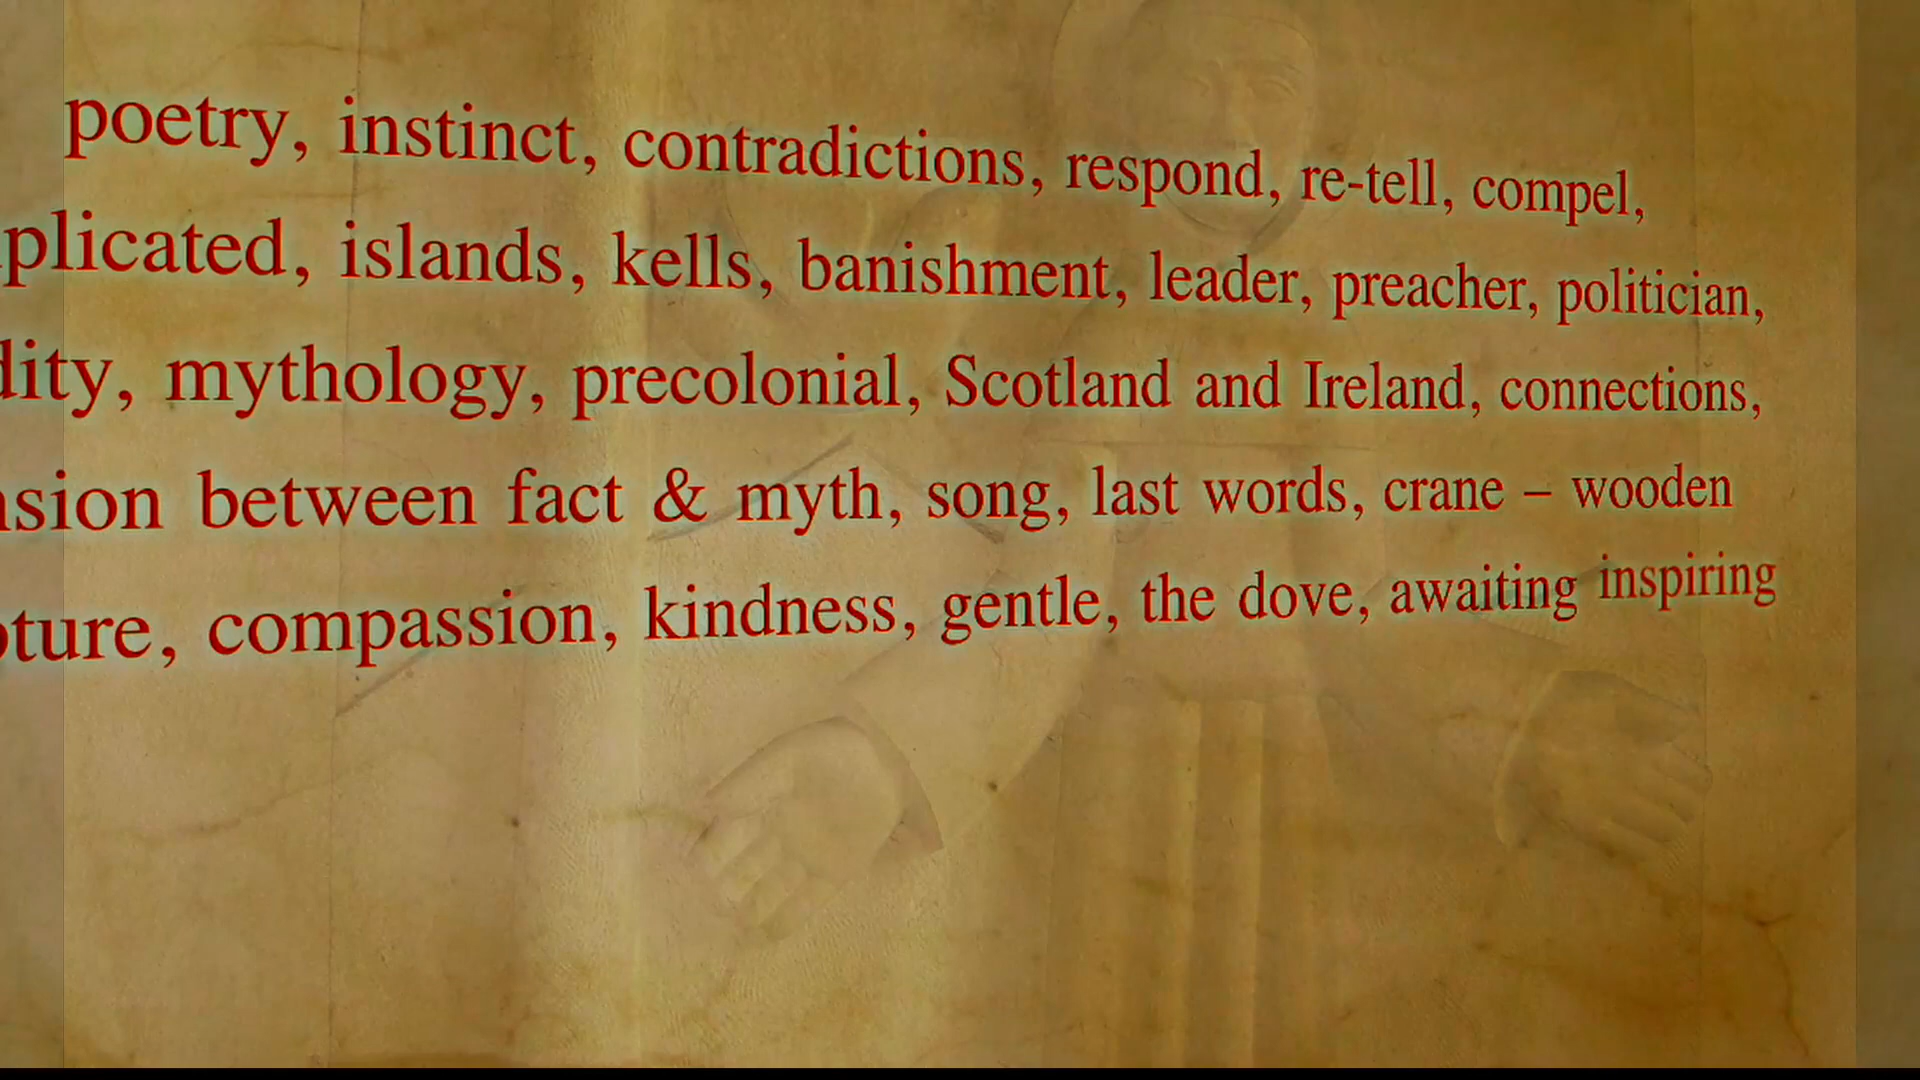 poetry, instinct, contradictions, respond, re-tell, compel,
plicated, islands, kells, banishment, leader, preacher, politician,
lity, mythology, precolonial, Scotland and Ireland, connections,
sion between fact & myth, song, last words, crane – wooden
ture, compassion, kindness, gentle, the dove, awaiting inspiring